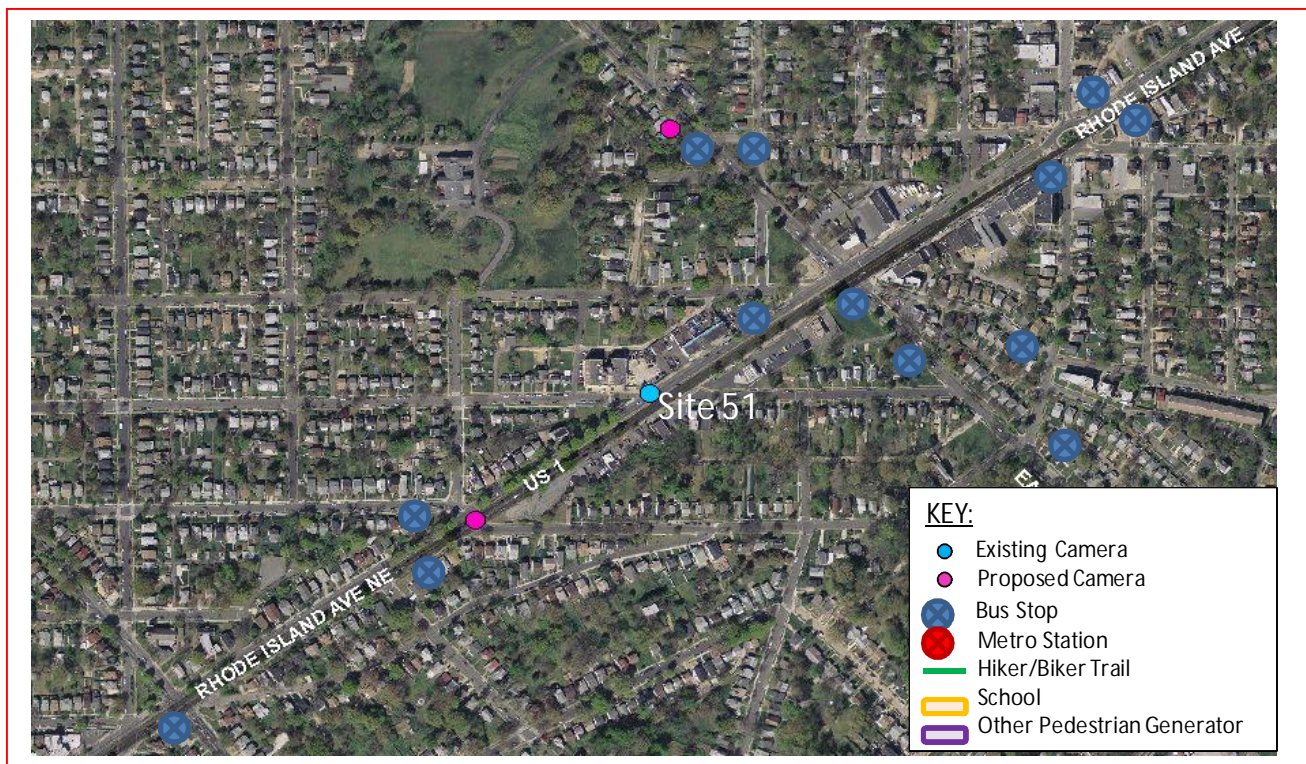 RHODE ISLAND AVE
Site 51
US 1
RHODE ISLAND AVE NE
EA
KEY:
Existing Camera
Proposed Camera
Bus Stop
Metro Station
Hiker/Biker Trail
School
Other Pedestrian Generator